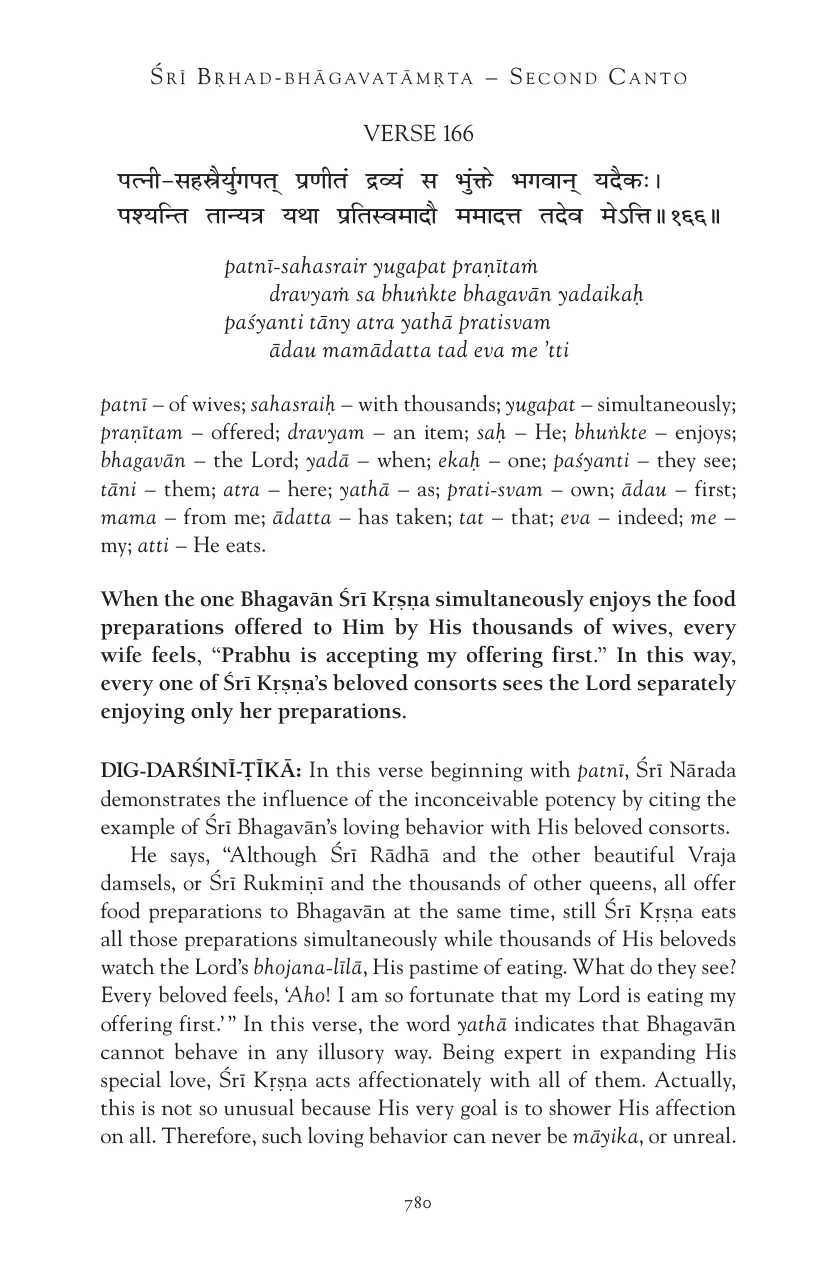 Śrī Bṛhad-bhāgavatāmṛta – Second Canto
VERSE 166
पत्नी-सहस्रैर्युगपत् प्रणीतं द्रव्यं स भुंक्ते भगवान् यदैकः।
पश्यन्ति तान्यत्र यथा प्रतिस्वमादौ ममादत्त तदेव मेऽत्ति॥१६६॥
patnī-sahasrair yugapat praṇītaṁ
dravyaṁ sa bhuṅkte bhagavān yadaikaḥ
paśyanti tāny atra yathā pratisvam
ādau mamādatta tad eva me ’tti
patnī – of wives; sahasraiḥ – with thousands; yugapat – simultaneously;
praṇītam – offered; dravyam – an item; saḥ – He; bhuṅkte – enjoys;
bhagavān – the Lord; yadā – when; ekaḥ – one; paśyanti – they see;
tāni – them; atra – here; yathā – as; prati-svam – own; ādau – first;
mama – from me; ādatta – has taken; tat – that; eva – indeed; me –
my; atti – He eats.
When the one Bhagavān Śrī Kṛṣṇa simultaneously enjoys the food
preparations offered to Him by His thousands of wives, every
wife feels, “Prabhu is accepting my offering first.” In this way,
every one of Śrī Kṛṣṇa’s beloved consorts sees the Lord separately
enjoying only her preparations.
DIG-DARŚINĪ-ṬĪKĀ: In this verse beginning with patnī, Śrī Nārada
demonstrates the influence of the inconceivable potency by citing the
example of Śrī Bhagavān’s loving behavior with His beloved consorts.
He says, “Although Śrī Rādhā and the other beautiful Vraja
damsels, or Śrī Rukmiṇī and the thousands of other queens, all offer
food preparations to Bhagavān at the same time, still Śrī Kṛṣṇa eats
all those preparations simultaneously while thousands of His beloveds
watch the Lord’s bhojana-līlā, His pastime of eating. What do they see?
Every beloved feels, ‘Aho! I am so fortunate that my Lord is eating my
offering first.’” In this verse, the word yathā indicates that Bhagavān
cannot behave in any illusory way. Being expert in expanding His
special love, Śrī Kṛṣṇa acts affectionately with all of them. Actually,
this is not so unusual because His very goal is to shower His affection
on all. Therefore, such loving behavior can never be māyika, or unreal.
780